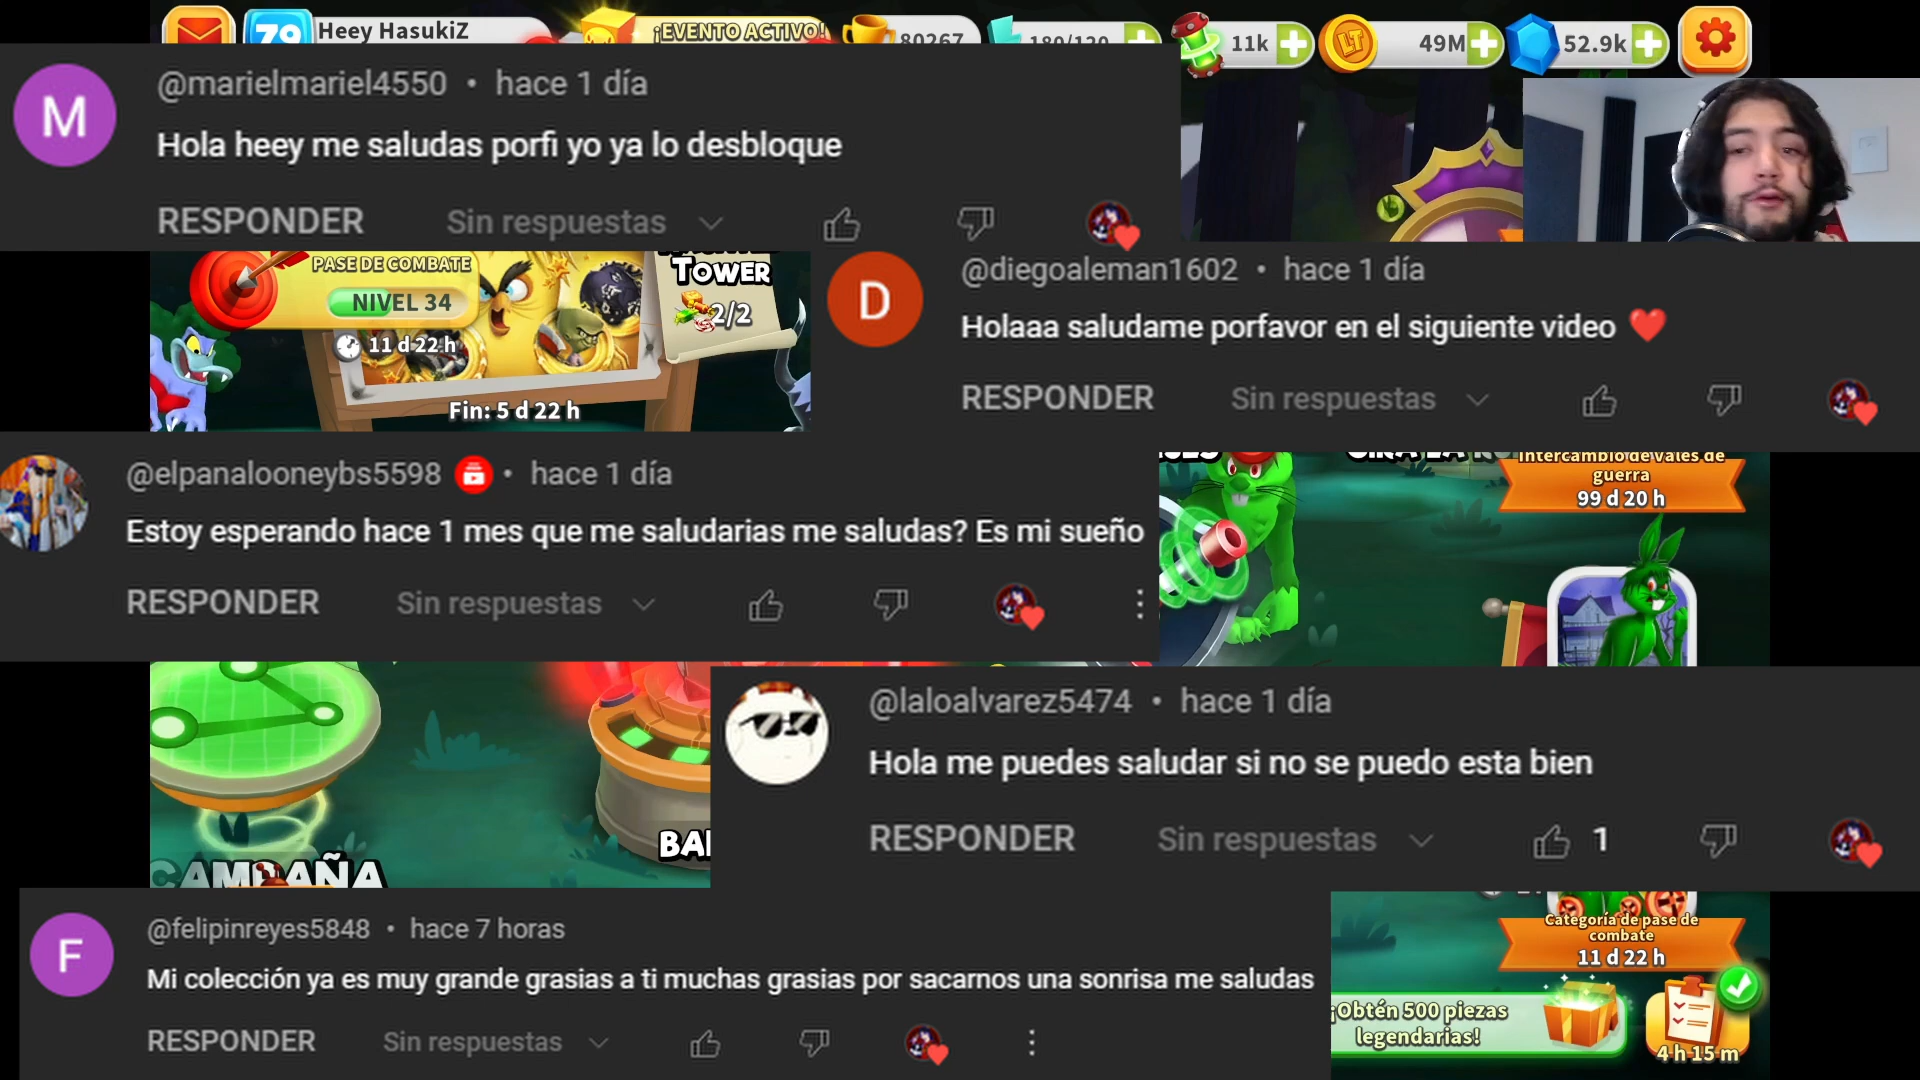 79
Heey HasukiZ
¡EVENTO ACTIVO!
80267
180/120
11k
49M
52.9k
M
@marielmariel4550 • hace 1 día
Hola heey me saludas porfi yo ya lo desbloque
RESPONDER
Sin respuestas
PASE DE COMBATE
NIVEL 34
11 d 22 h
TOWER
2/2
Fin: 5 d 22 h
D
@diegoaleman1602 • hace 1 día
Holaaa saludame porfavor en el siguiente video ❤️
RESPONDER
Sin respuestas
@elpanalooneybs5598 • hace 1 día
Estoy esperando hace 1 mes que me saludarias me saludas? Es mi sueño
RESPONDER
Sin respuestas
Intercambio de vales de
guerra
99 d 20 h
@laloalvarez5474 • hace 1 día
Hola me puedes saludar si no se puedo esta bien
RESPONDER
Sin respuestas
1
CAMPAÑA
F
@felipinreyes5848 • hace 7 horas
Mi colección ya es muy grande grasias a ti muchas grasias por sacarnos una sonrisa me saludas
RESPONDER
Sin respuestas
Categoría de pase de
combate
11 d 22 h
¡Obtén 500 piezas
legendarias!
4 h 15 m